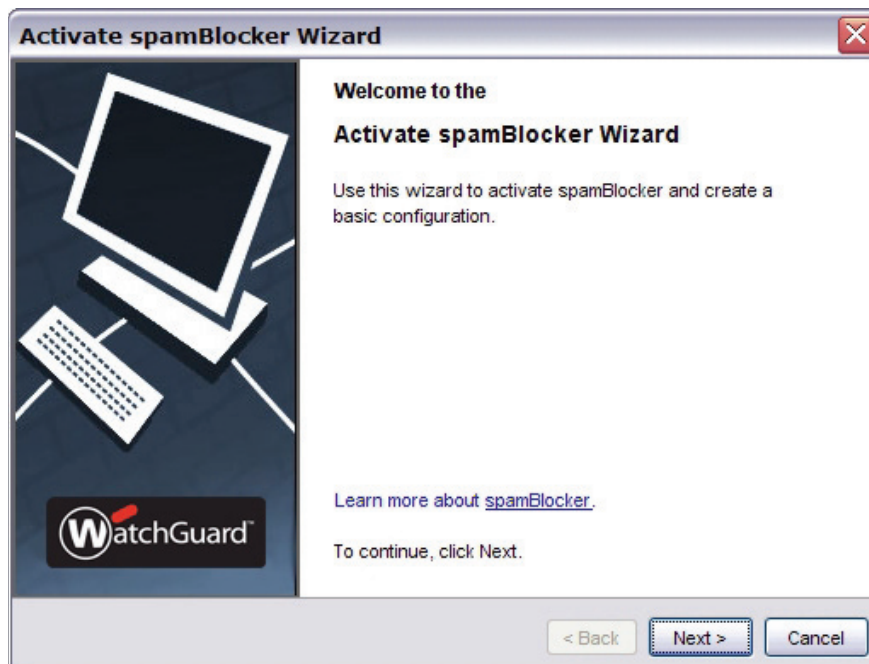 Activate spamBlocker Wizard
Welcome to the
Activate spamBlocker Wizard
Use this wizard to activate spamBlocker and create a
basic configuration.
Learn more about spamBlocker.
WatchGuard™
To continue, click Next.
< Back
Next >
Cancel